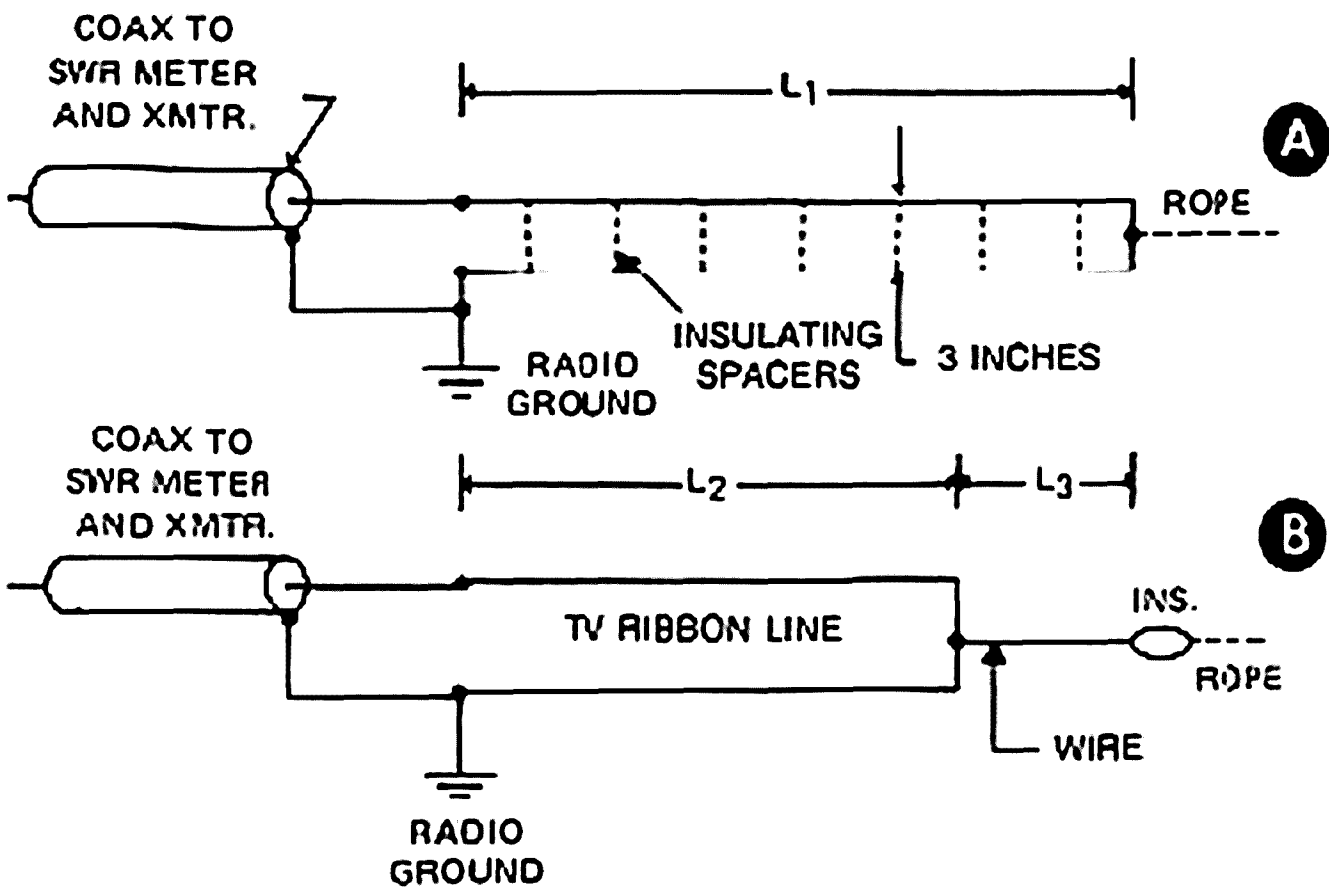 COAX TO
SWR METER
AND XMTR.
L1
A
ROPE
INSULATING
SPACERS
3 INCHES
RADIO
GROUND
COAX TO
SWR METER
AND XMTR.
L2
L3
B
TV RIBBON LINE
INS.
ROPE
WIRE
RADIO
GROUND